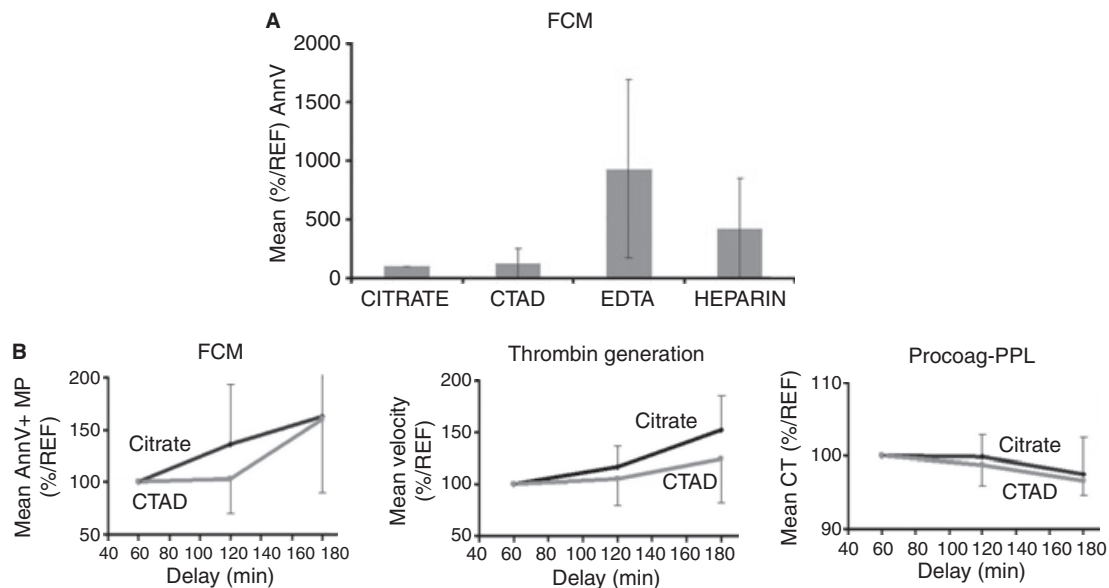 A
FCM
Mean (%/REF) AnnV
2000
1500
1000
500
0
CITRATE CTAD EDTA HEPARIN
B
FCM
Mean AnnV+ MP
(%/REF)
200
150
100
50
Citrate
CTAD
40 60 80 100 120 140 160 180
Delay (min)
Thrombin generation
Mean velocity
(%/REF)
200
150
100
50
Citrate
CTAD
40 60 80 100 120 140 160 180
Delay (min)
Procoag-PPL
Mean CT (%/REF)
110
100
90
Citrate
CTAD
40 60 80 100 120 140 160 180
Delay (min)